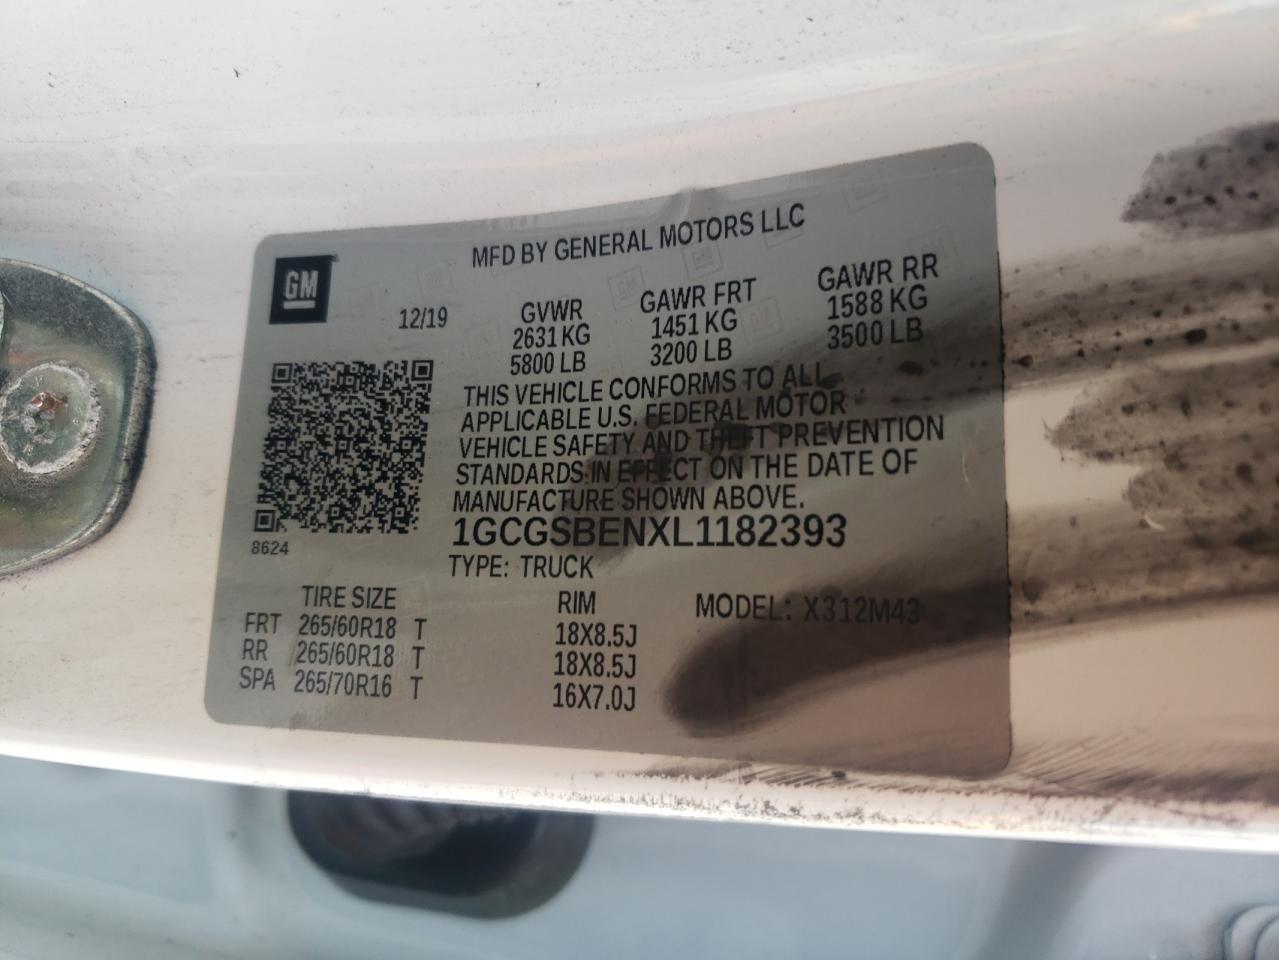 MFD BY GENERAL MOTORS LLC
GM
12/19
GVWR
2631 KG
5800 LB
GAWR FRT
1451 KG
3200 LB
GAWR RR
1588 KG
3500 LB
THIS VEHICLE CONFORMS TO ALL
APPLICABLE U.S. FEDERAL MOTOR
VEHICLE SAFETY AND THEFT PREVENTION
STANDARDS IN EFFECT ON THE DATE OF
MANUFACTURE SHOWN ABOVE.
1GCGSBENXL1182393
8624
TYPE: TRUCK
TIRE SIZE RIM MODEL: X312M43
FRT 265/60R18 T 18X8.5J
RR 265/60R18 T 18X8.5J
SPA 265/70R16 T 16X7.0J